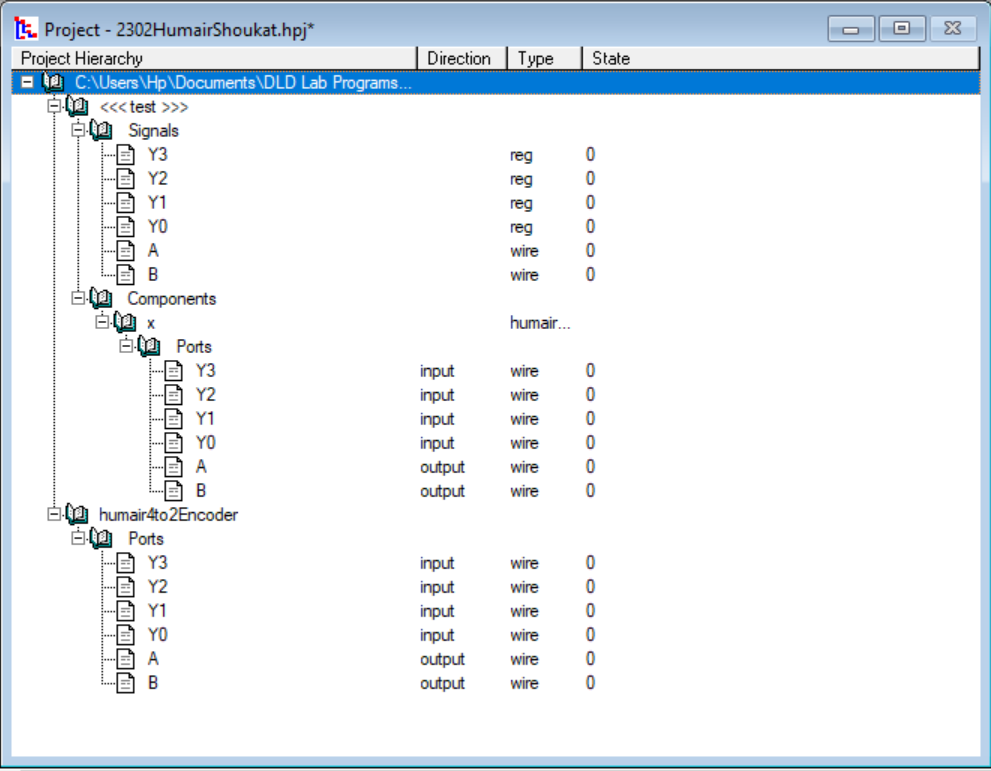 Project - 2302HumairShoukat.hpj*
Project Hierarchy Direction Type State
C:\Users\Hp\Documents\DLD Lab Programs...
<<< test >>>
Signals
Y3 reg 0
Y2 reg 0
Y1 reg 0
Y0 reg 0
A wire 0
B wire 0
Components
x humair...
Ports
Y3 input wire 0
Y2 input wire 0
Y1 input wire 0
Y0 input wire 0
A output wire 0
B output wire 0
humair4to2Encoder
Ports
Y3 input wire 0
Y2 input wire 0
Y1 input wire 0
Y0 input wire 0
A output wire 0
B output wire 0